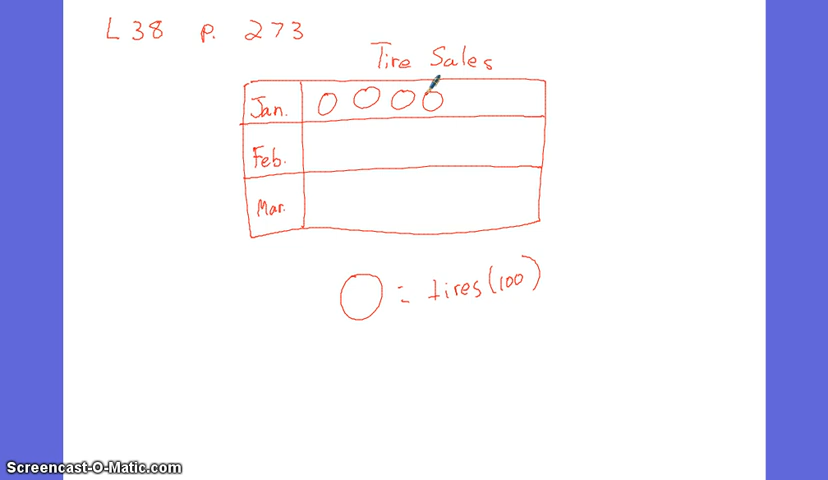 L 38 p. 273
Tire Sales
Jan.
Feb.
Mar.
= tires (100)
Screencast-O-Matic.com